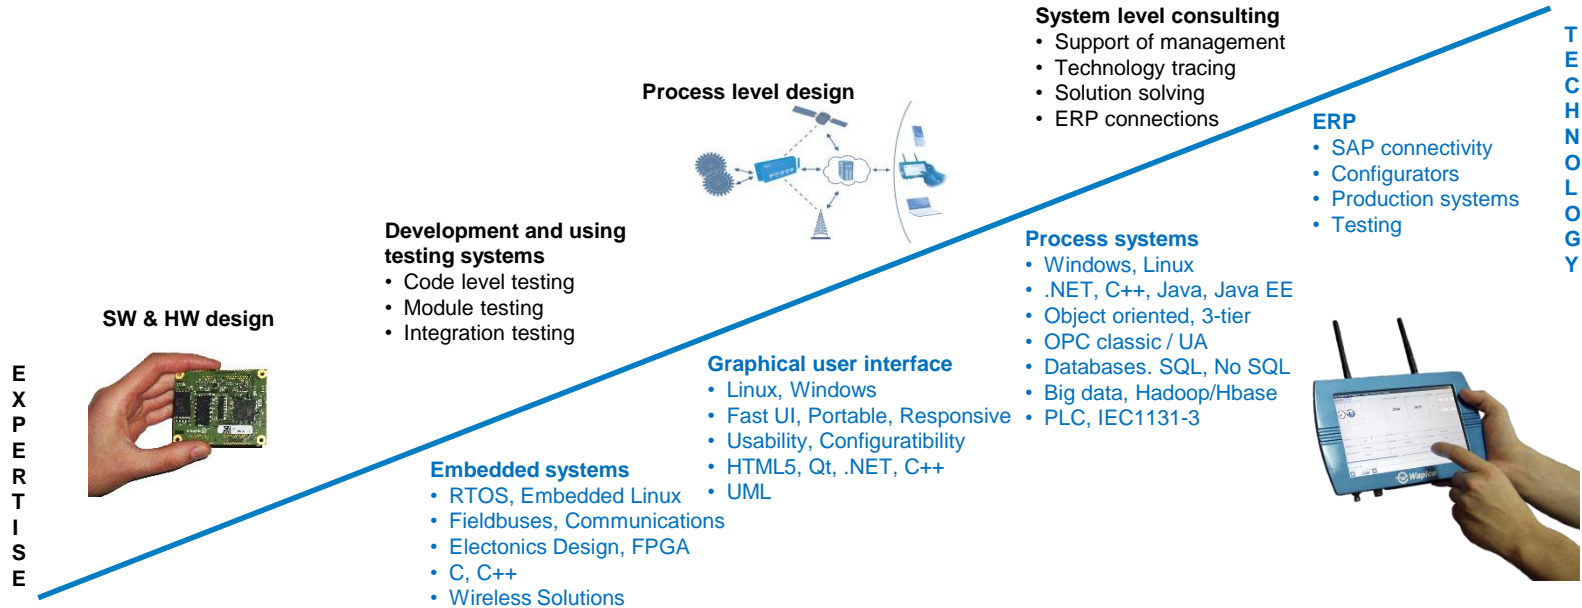 System level consulting
• Support of management
• Technology tracing
• Solution solving
• ERP connections
Process level design
Development and using
testing systems
• Code level testing
• Module testing
• Integration testing
SW & HW design
E
X
P
E
R
T
I
S
E
T
E
C
H
N
O
L
O
G
Y
ERP
• SAP connectivity
• Configurators
• Production systems
• Testing
Process systems
• Windows, Linux
• .NET, C++, Java, Java EE
• Object oriented, 3-tier
• OPC classic / UA
• Databases. SQL, No SQL
• Big data, Hadoop/Hbase
• PLC, IEC1131-3
Graphical user interface
• Linux, Windows
• Fast UI, Portable, Responsive
• Usability, Configuratibility
• HTML5, Qt, .NET, C++
• UML
Embedded systems
• RTOS, Embedded Linux
• Fieldbuses, Communications
• Electonics Design, FPGA
• C, C++
• Wireless Solutions
Wapice